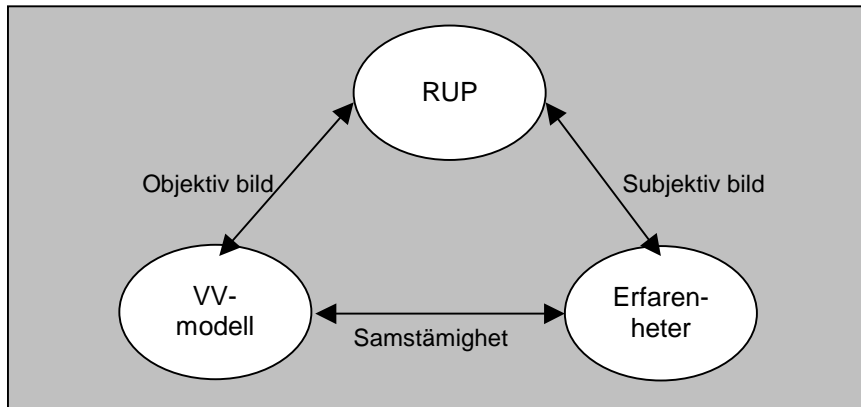 RUP
Objektiv bild
Subjektiv bild
VV-
modell
Erfaren-
heter
Samstämighet